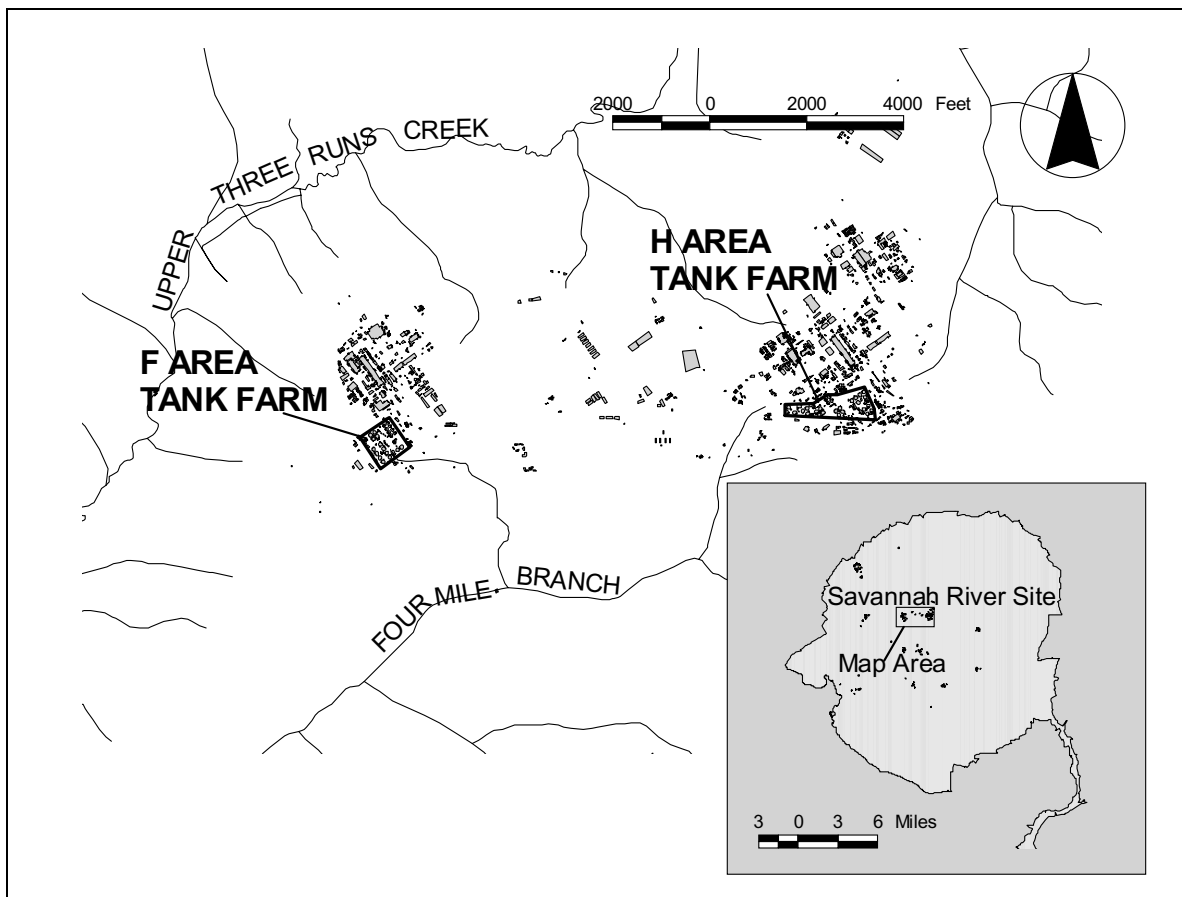 2000 0 2000 4000 Feet
UPPER THREE RUNS CREEK
H AREA
TANK FARM
F AREA
TANK FARM
FOUR MILE BRANCH
Savannah River Site
Map Area
3 0 3 6 Miles